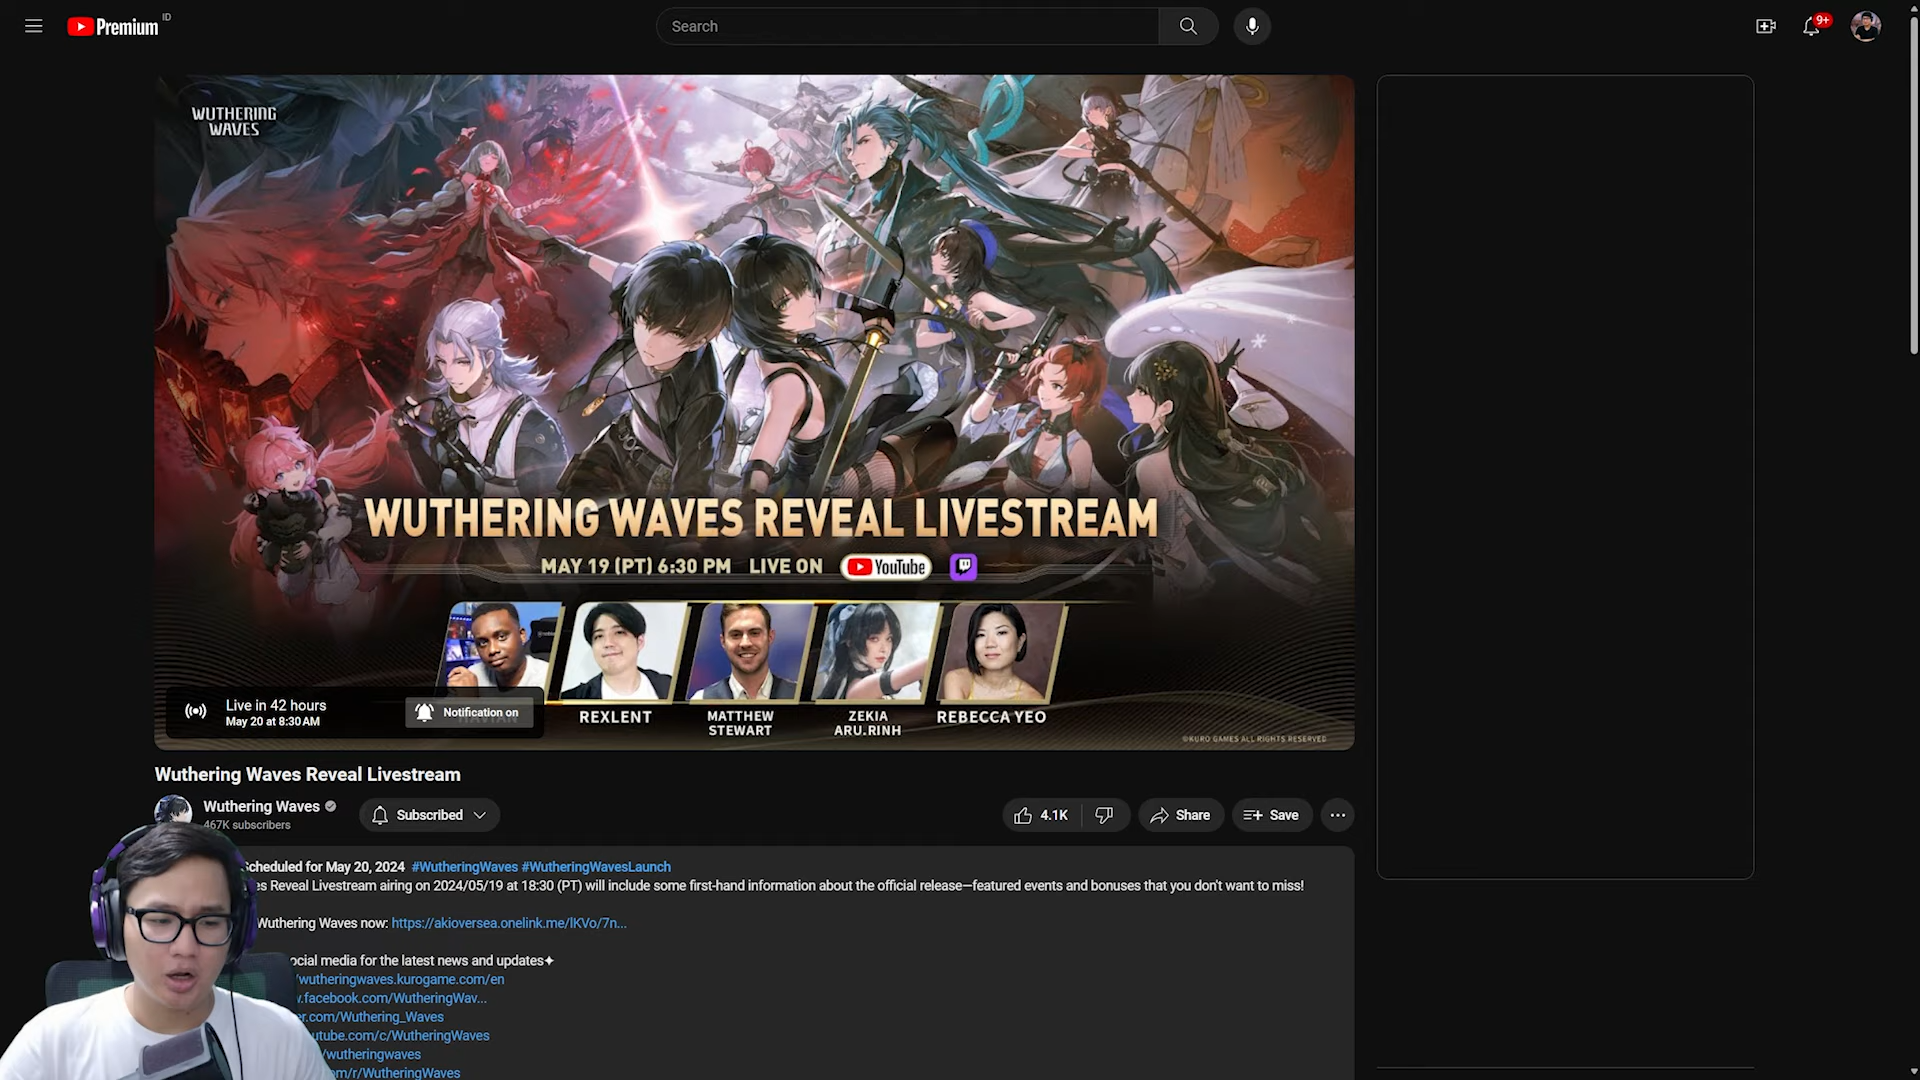 Premium ID
Search
9+
WUTHERING
WAVES
WUTHERING WAVES REVEAL LIVESTREAM
MAY 19 (PT) 6:30 PM LIVE ON YouTube
Live in 42 hours
May 20 at 8:30 AM
Notification on
REXLENT
MATTHEW
STEWART
ZEKIA
ARU.RINH
REBECCA YEO
©KURO GAMES ALL RIGHTS RESERVED
Wuthering Waves Reveal Livestream
Wuthering Waves
467K subscribers
Subscribed
4.1K
Share
Save
Scheduled for May 20, 2024 #WutheringWaves #WutheringWavesLaunch
es Reveal Livestream airing on 2024/05/19 at 18:30 (PT) will include some first-hand information about the official release—featured events and bonuses that you don't want to miss!
Wuthering Waves now: https://akioversea.onelink.me/lKVo/7n...
ocial media for the latest news and updates✦
/wutheringwaves.kurogame.com/en
w.facebook.com/WutheringWav...
er.com/Wuthering_Waves
utube.com/c/WutheringWaves
/wutheringwaves
om/r/WutheringWaves